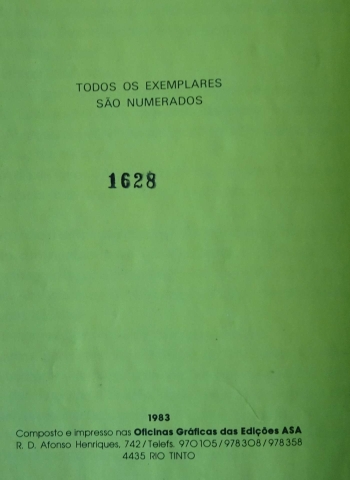 TODOS OS EXEMPLARES
SÃO NUMERADOS
1628
1983
Composto e impresso nas Oficinas Gráficas das Edições ASA
R. D. Afonso Henriques, 742/Telefs. 970105/978308/978358
4435 RIO TINTO